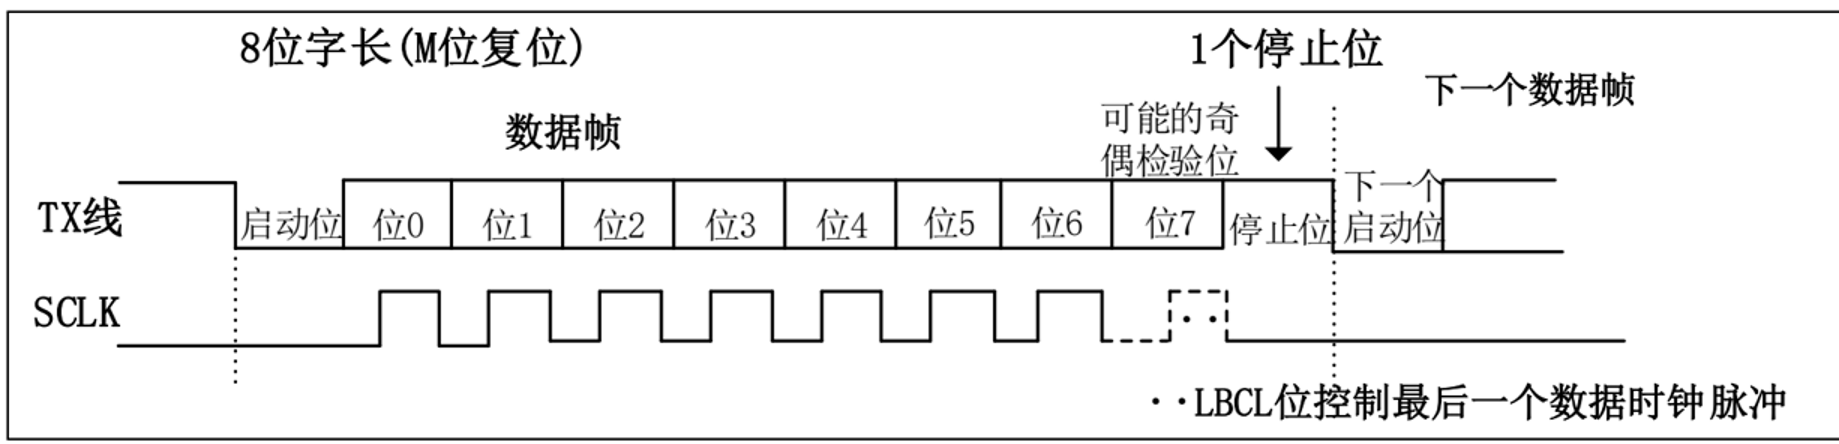 8位字长(M位复位)
1个停止位
下一个数据帧
数据帧
可能的奇
偶检验位
TX线
启动位
位0
位1
位2
位3
位4
位5
位6
位7
停止位
下一个
启动位
SCLK
··
··LBCL位控制最后一个数据时钟脉冲